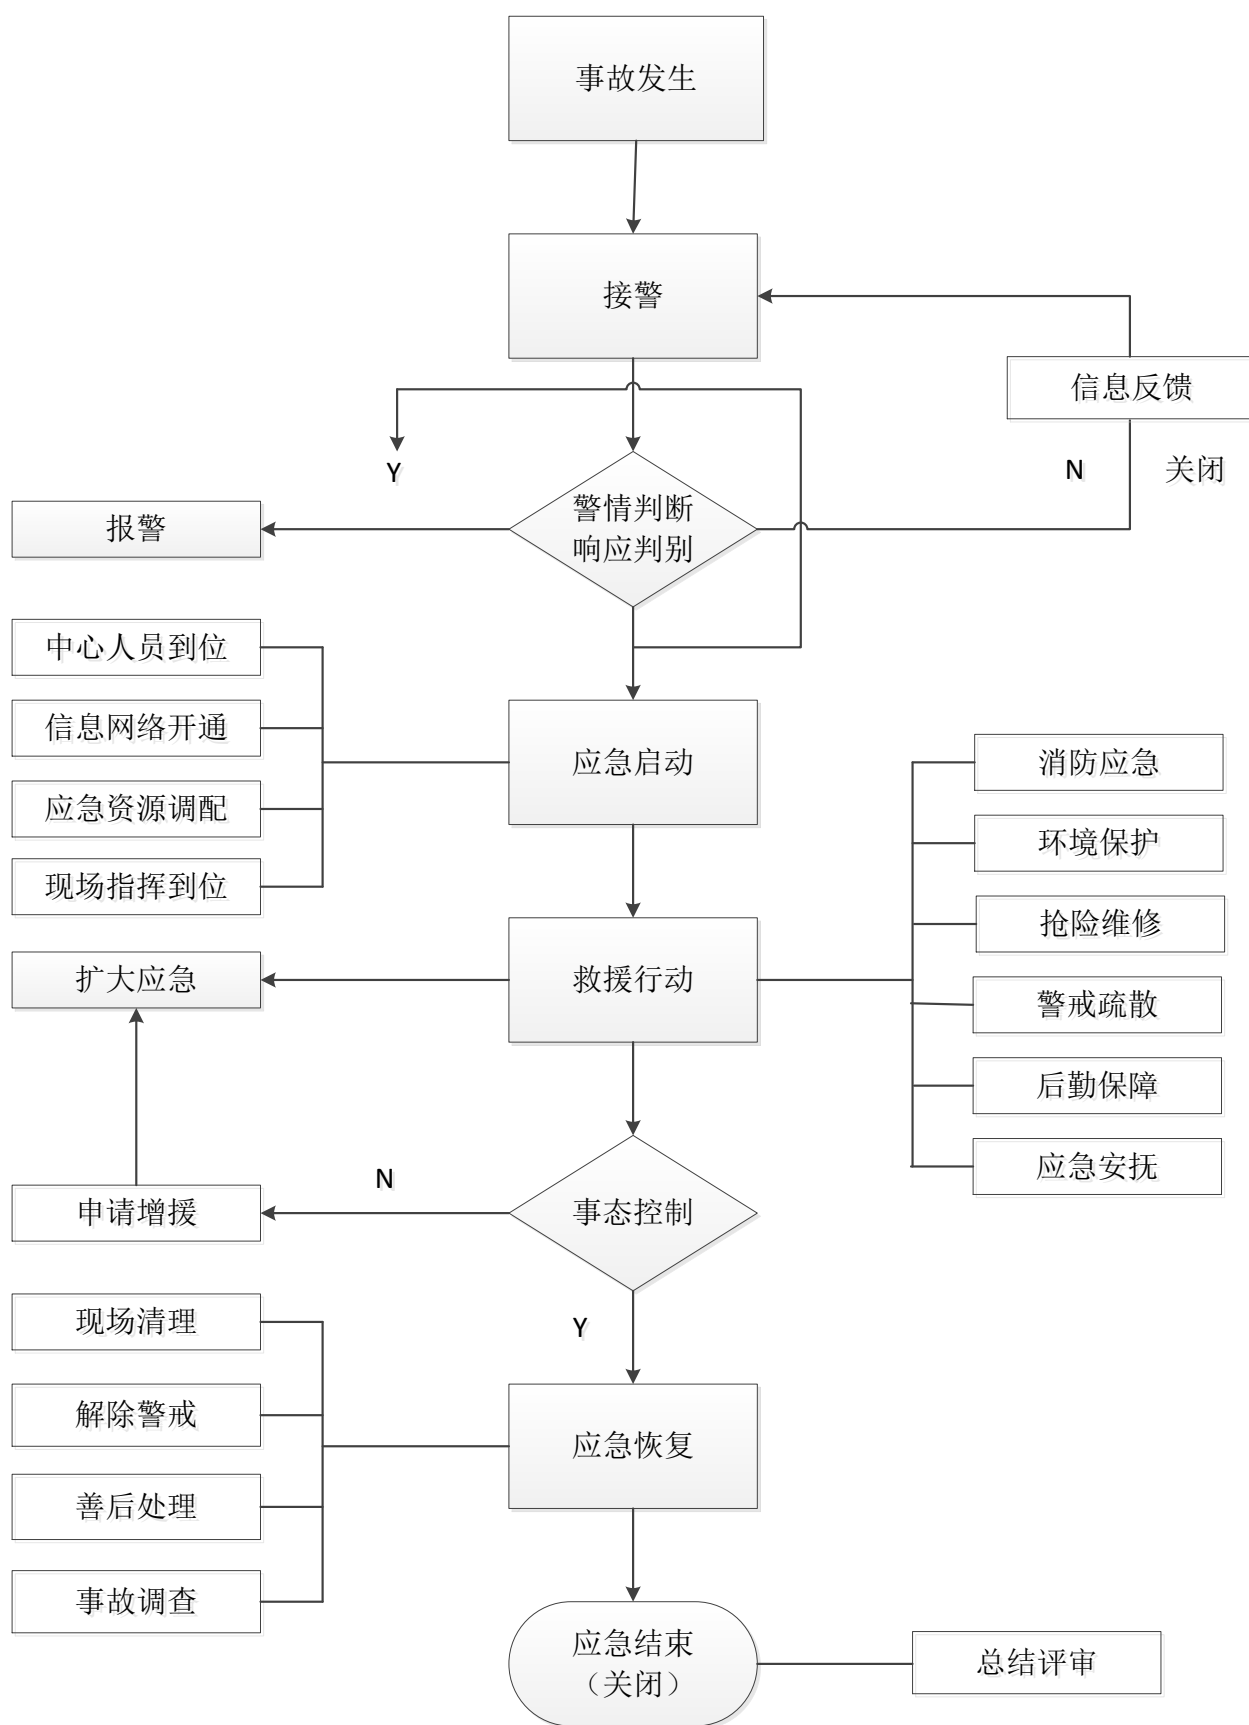 事故发生
接警
信息反馈
Y
N
关闭
报警
警情判断
响应判别
中心人员到位
信息网络开通
应急资源调配
现场指挥到位
应急启动
消防应急
环境保护
抢险维修
警戒疏散
后勤保障
应急安抚
扩大应急
救援行动
N
申请增援
事态控制
Y
现场清理
解除警戒
善后处理
事故调查
应急恢复
应急结束
（关闭）
总结评审